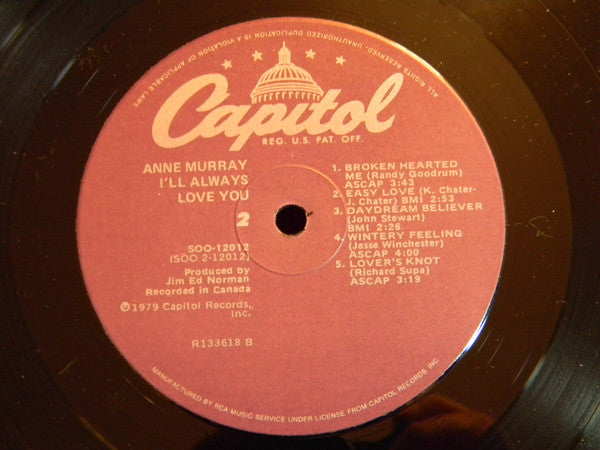 ALL RIGHTS RESERVED. UNAUTHORIZED DUPLICATION IS A VIOLATION OF APPLICABLE LAWS
Capitol
REG. U.S. PAT. OFF.
ANNE MURRAY
I'LL ALWAYS
LOVE YOU
2
SOO-12012
(SOO 2-12012)
Produced by
Jim Ed Norman
Recorded in Canada
℗1979 Capitol Records,
Inc.
R133618 B
1. BROKEN HEARTED
ME (Randy Goodrum)
ASCAP 3:43
2. EASY LOVE (K. Chater-
J. Chater) BMI 2:53
3. DAYDREAM BELIEVER
(John Stewart)
BMI 2:26
4. WINTERY FEELING
(Jesse Winchester)
ASCAP 4:00
5. LOVER'S KNOT
(Richard Supa)
ASCAP 3:19
MANUFACTURED BY RCA MUSIC SERVICE UNDER LICENSE FROM CAPITOL RECORDS, INC.